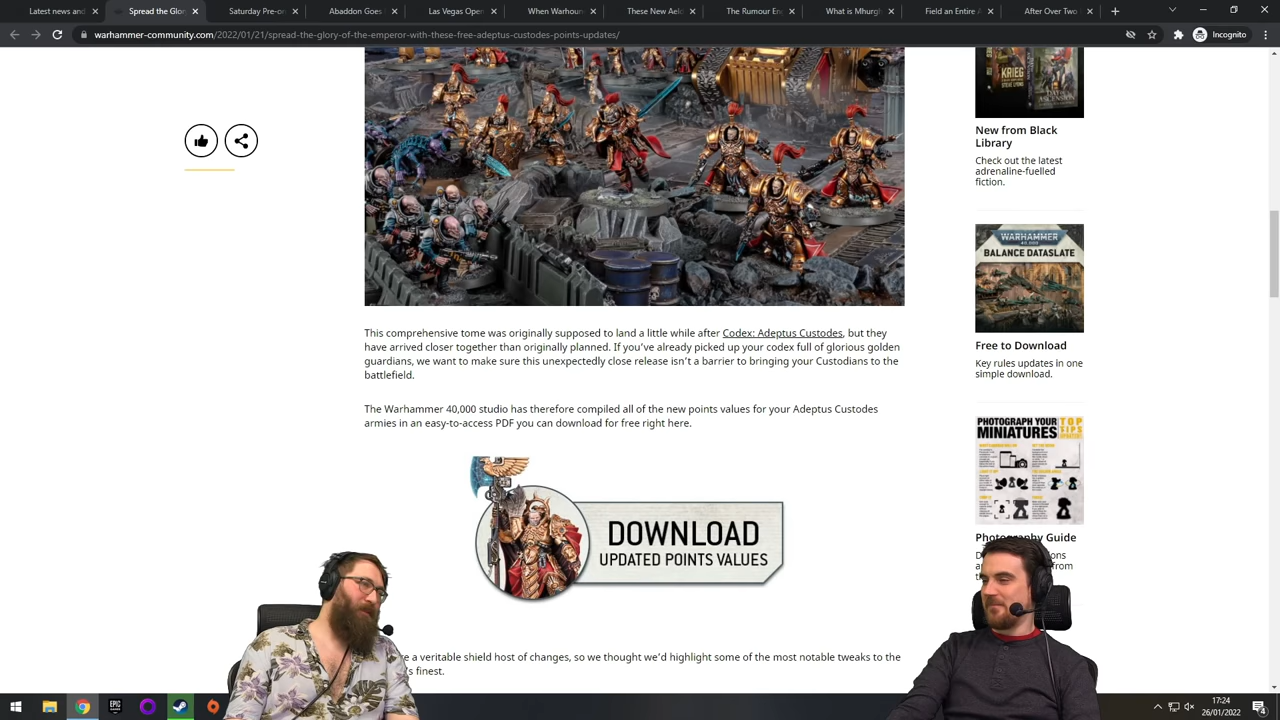 Latest news and
Spread the Glor
Saturday Pre-o
Abaddon Goes
Las Vegas Open
When Warhoun
These New Aeld
The Rumour Eng
What is Mhurgh
Field an Entire A
After Over Two
warhammer-community.com/2022/01/21/spread-the-glory-of-the-emperor-with-these-free-adeptus-custodes-points-updates/
Incognito
KRIEG
New from Black
Library
Check out the latest
adrenaline-fuelled
fiction.
WARHAMMER
40,000
BALANCE DATASLATE
Free to Download
Key rules updates in one
simple download.
PHOTOGRAPH YOUR
MINIATURES
TOP
TIPS
Photography Guide
This comprehensive tome was originally supposed to land a little while after Codex: Adeptus Custodes, but they
have arrived closer together than originally planned. If you've already picked up your codex full of glorious golden
guardians, we want to make sure this unexpectedly close release isn't a barrier to bringing your Custodians to the
battlefield.
The Warhammer 40,000 studio has therefore compiled all of the new points values for your Adeptus Custodes
armies in an easy-to-access PDF you can download for free right here.
DOWNLOAD
UPDATED POINTS VALUES
e a veritable shield host of changes, so we thought we'd highlight some of the most notable tweaks to the
's finest.
EPIC
17:24
26/01/2022